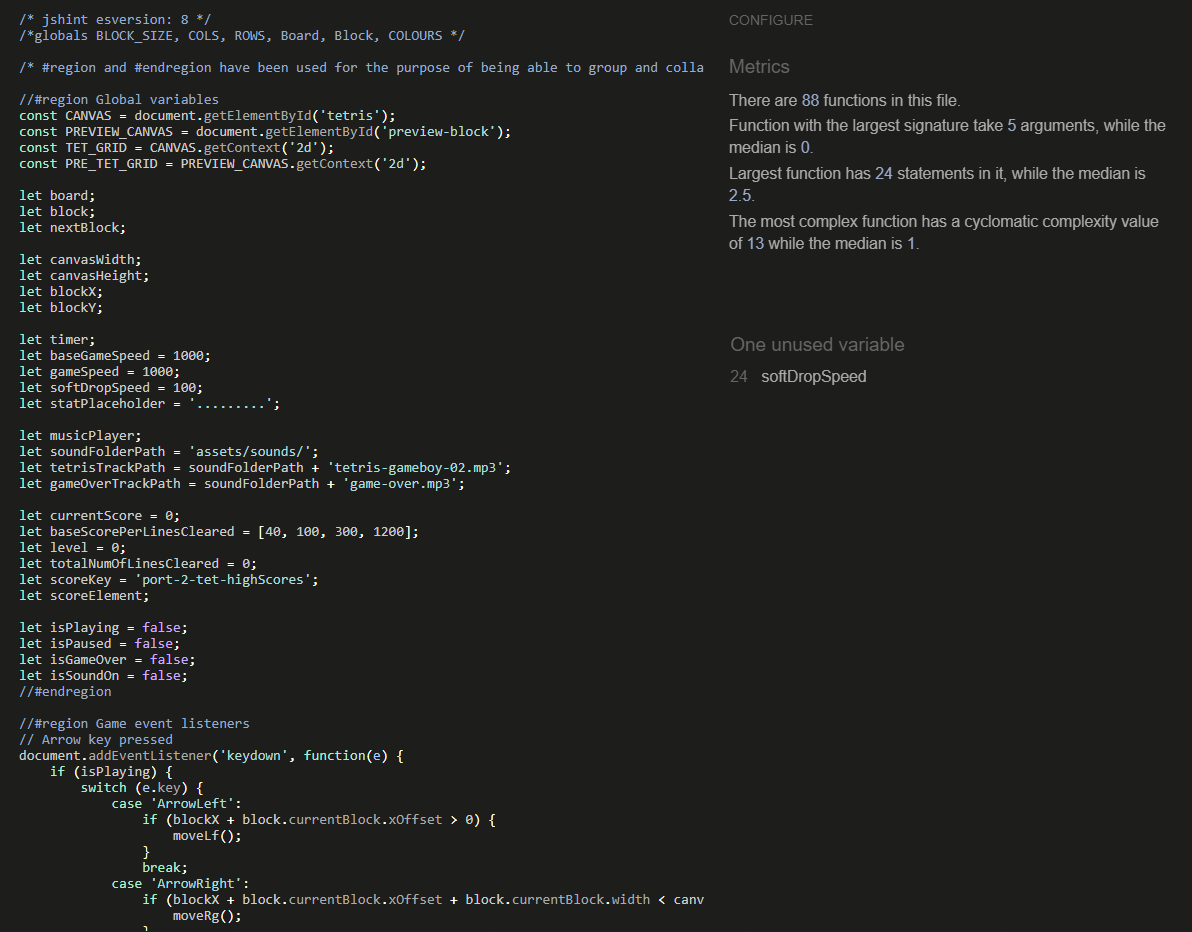 /* jshint esversion: 8 */
/*globals BLOCK_SIZE, COLS, ROWS, Board, Block, COLOURS */
/* #region and #endregion have been used for the purpose of being able to group and colla
//#region Global variables
const CANVAS = document.getElementById('tetris');
const PREVIEW_CANVAS = document.getElementById('preview-block');
const TET_GRID = CANVAS.getContext('2d');
const PRE_TET_GRID = PREVIEW_CANVAS.getContext('2d');
let board;
let block;
let nextBlock;
let canvasWidth;
let canvasHeight;
let blockX;
let blockY;
let timer;
let baseGameSpeed = 1000;
let gameSpeed = 1000;
let softDropSpeed = 100;
let statPlaceholder = '.........';
let musicPlayer;
let soundFolderPath = 'assets/sounds/';
let tetrisTrackPath = soundFolderPath + 'tetris-gameboy-02.mp3';
let gameOverTrackPath = soundFolderPath + 'game-over.mp3';
let currentScore = 0;
let baseScorePerLinesCleared = [40, 100, 300, 1200];
let level = 0;
let totalNumOfLinesCleared = 0;
let scoreKey = 'port-2-tet-highScores';
let scoreElement;
let isPlaying = false;
let isPaused = false;
let isGameOver = false;
let isSoundOn = false;
//#endregion
//#region Game event listeners
// Arrow key pressed
document.addEventListener('keydown', function(e) {
    if (isPlaying) {
        switch (e.key) {
            case 'ArrowLeft':
                if (blockX + block.currentBlock.xOffset > 0) {
                    moveLf();
                }
                break;
            case 'ArrowRight':
                if (blockX + block.currentBlock.xOffset + block.currentBlock.width < canv
                    moveRg();
                }
CONFIGURE
Metrics
There are 88 functions in this file.
Function with the largest signature take 5 arguments, while the
median is 0.
Largest function has 24 statements in it, while the median is
2.5.
The most complex function has a cyclomatic complexity value
of 13 while the median is 1.
One unused variable
24 softDropSpeed